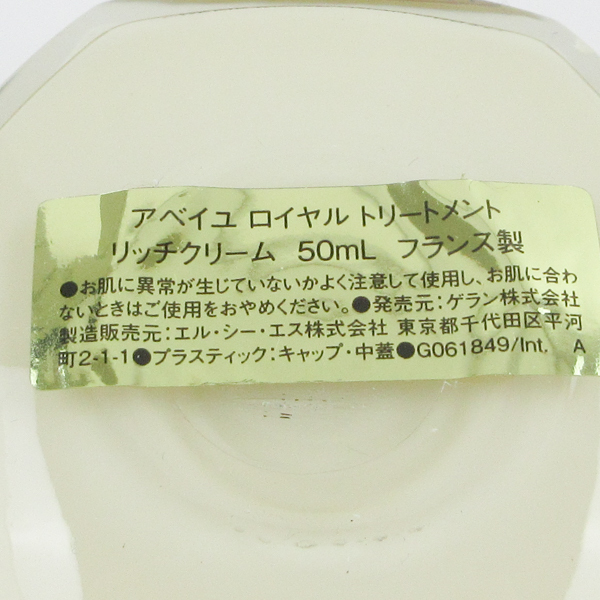 アベイユ ロイヤル トリートメント
リッチクリーム 50mL フランス製
●お肌に異常が生じていないかよく注意して使用し、お肌に合わ
ないときはご使用をおやめください。●発売元:ゲラン株式会社
製造販売元:エル・シー・エス株式会社 東京都千代田区平河
町2-1-1●プラスティック:キャップ・中蓋●G061849/Int. A